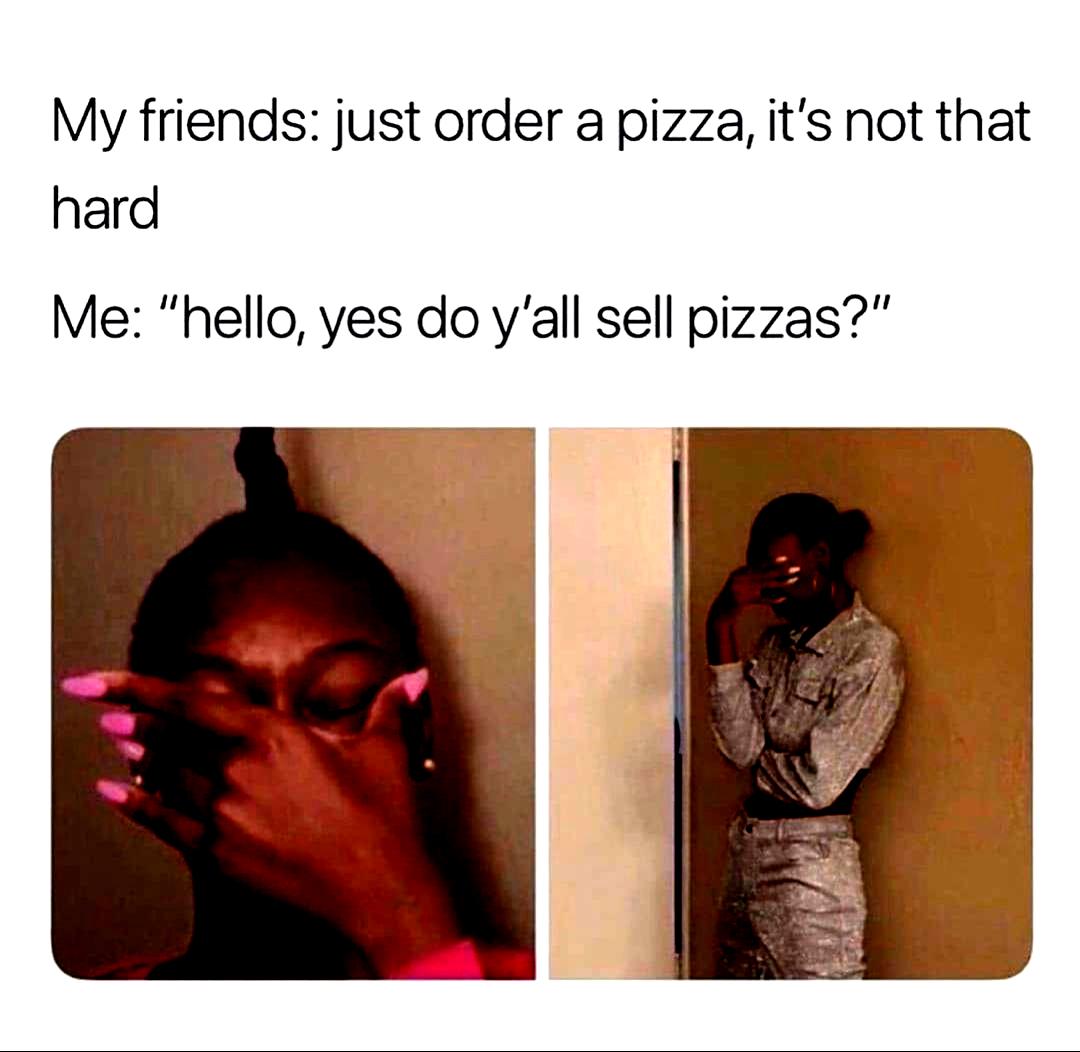 My friends: just order a pizza, it’s not that
hard
Me: “hello, yes do y’all sell pizzas?”